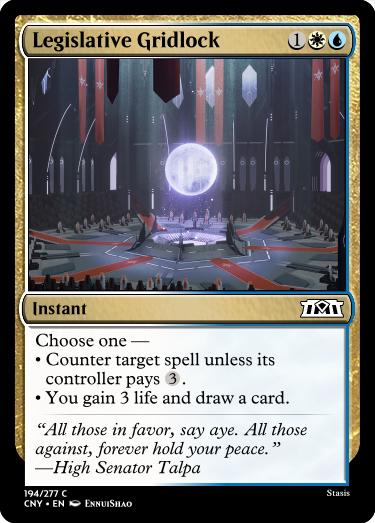 Legislative Gridlock 1
Instant
Choose one —
• Counter target spell unless its
controller pays 3.
• You gain 3 life and draw a card.
“All those in favor, say aye. All those
against, forever hold your peace.”
—High Senator Talpa
194/277 C
CNY • EN EnnuiShao
Stasis